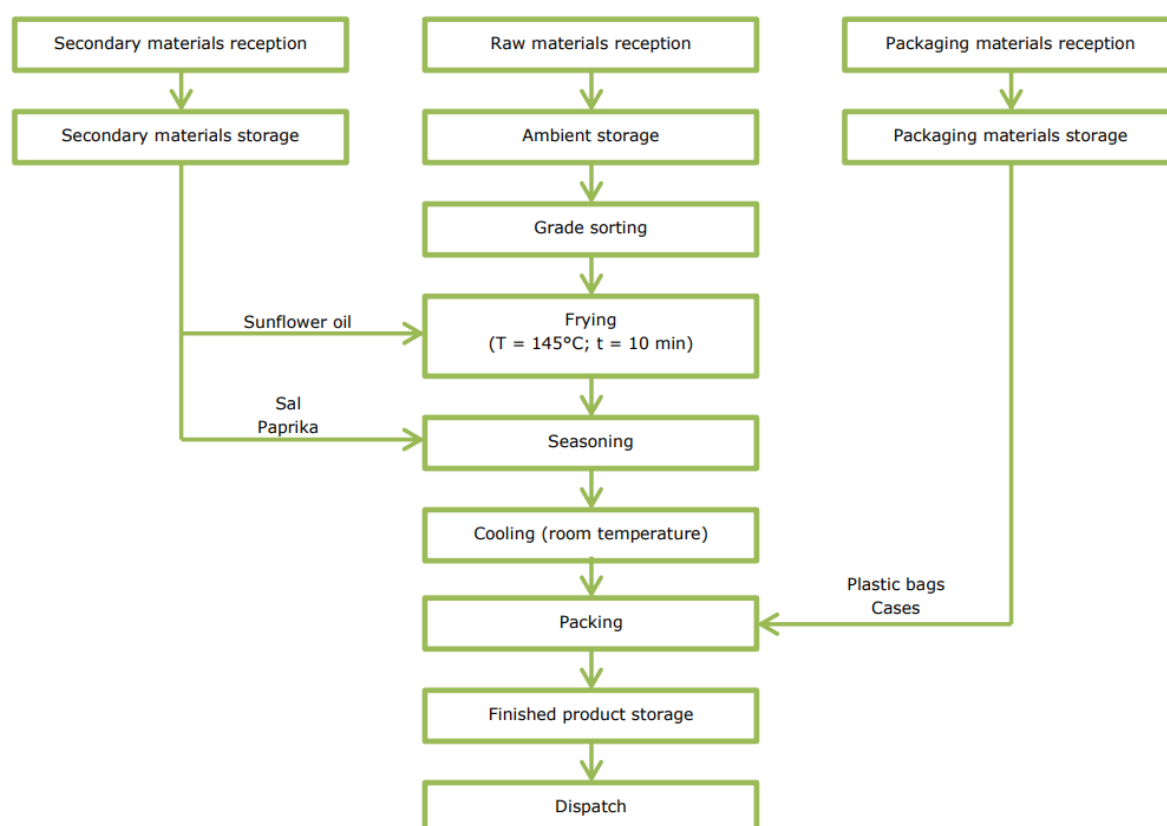 Secondary materials reception
Raw materials reception
Packaging materials reception
Secondary materials storage
Ambient storage
Packaging materials storage
Grade sorting
Sunflower oil
Frying
(T = 145°C; t = 10 min)
Sal
Paprika
Seasoning
Cooling (room temperature)
Plastic bags
Cases
Packing
Finished product storage
Dispatch